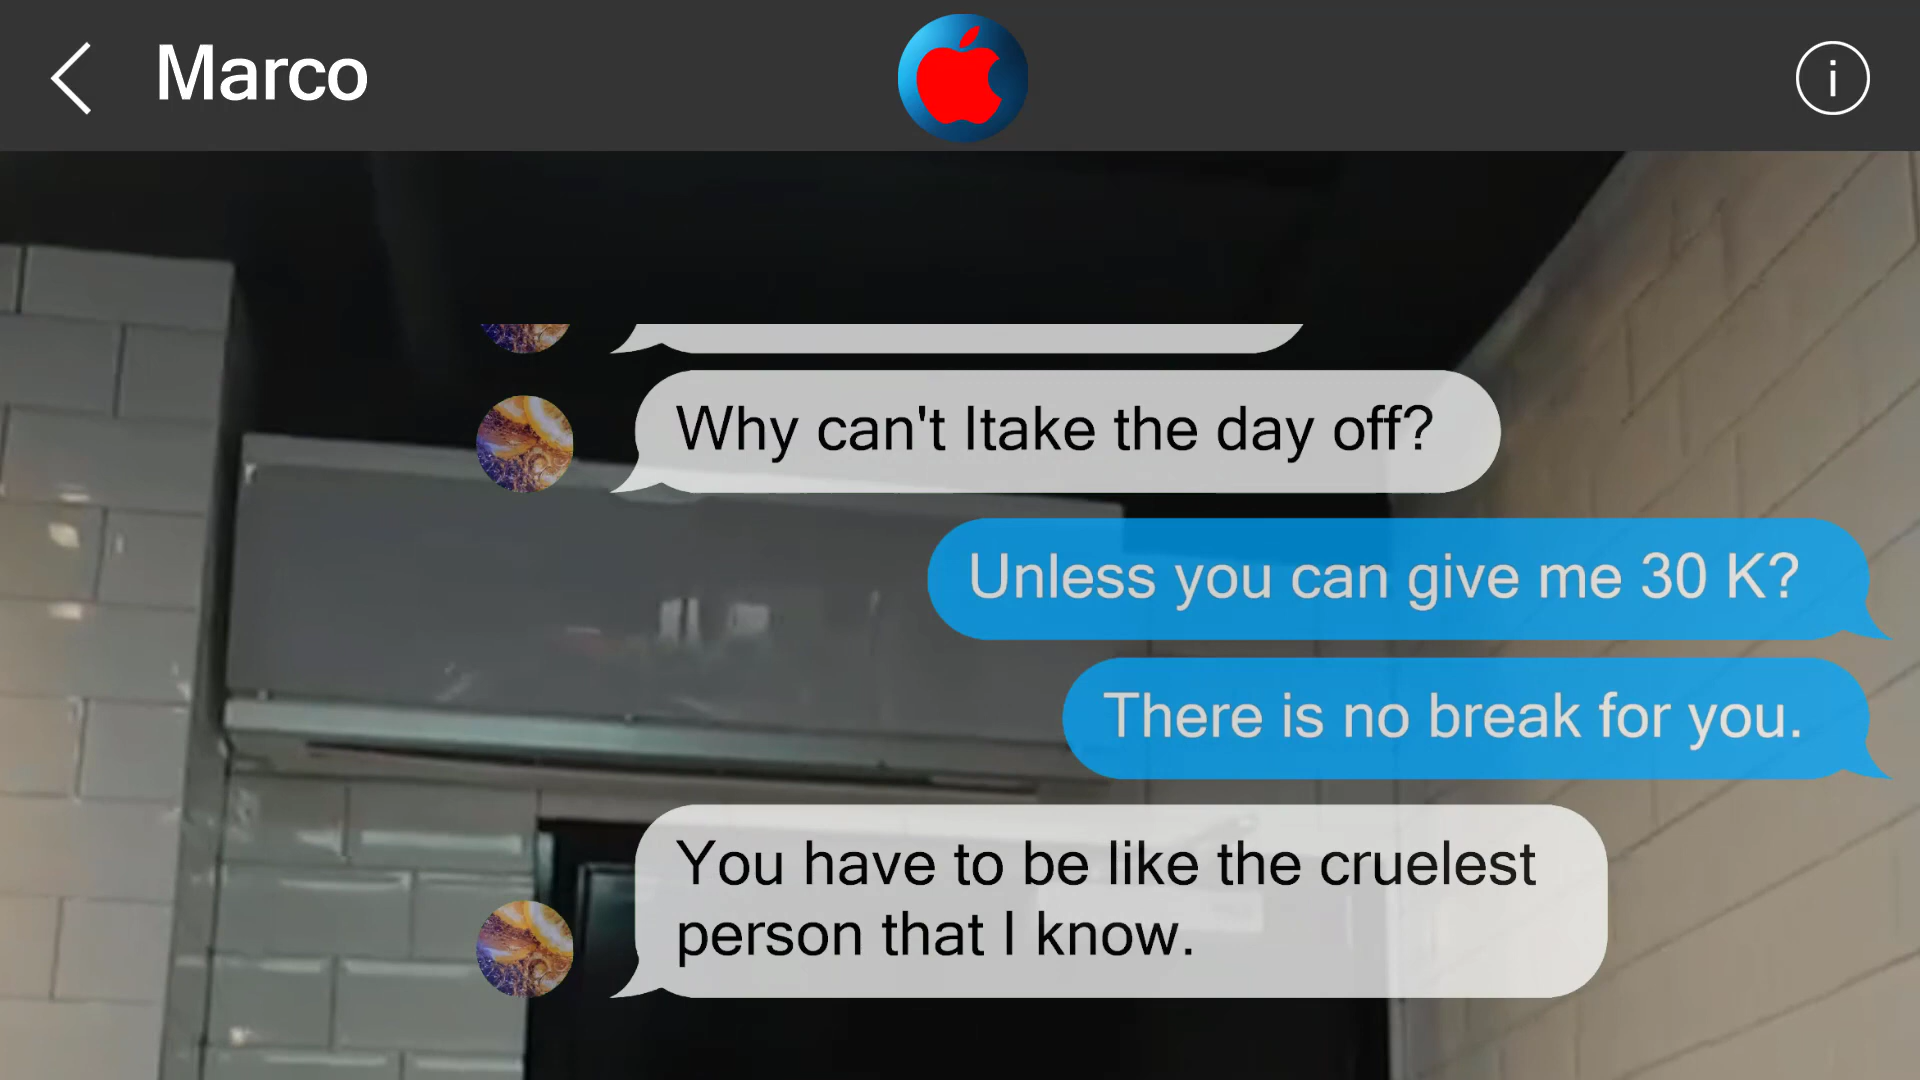 Marco
Why can't Itake the day off?
Unless you can give me 30 K?
There is no break for you.
You have to be like the cruelest
person that I know.